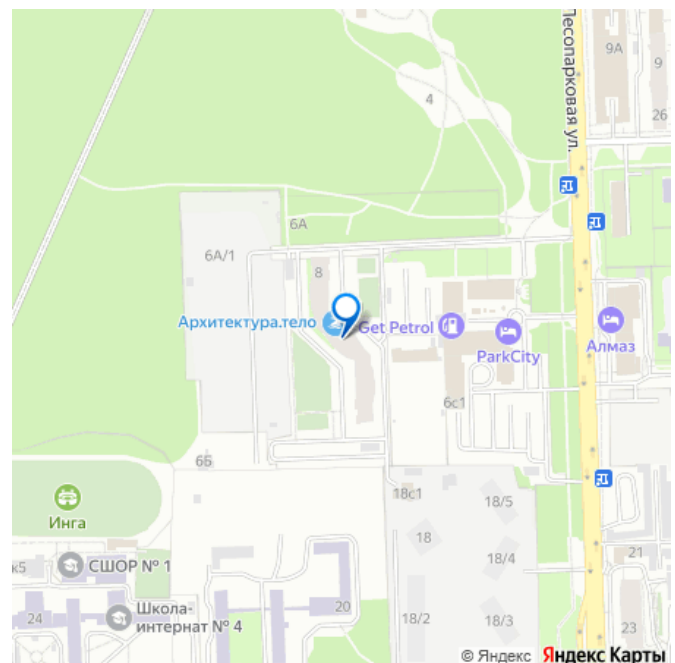 Лесопарковая ул.
9А
9
26
4
6А
6А/1
8
Архитектура.тело
Get Petrol
ParkCity
Алмаз
6с1
6Б
18с1
18/5
Инга
18
18/4
21
к5
СШОР № 1
24
Школа-
интернат № 4
20
18/2
18/3
23
© Яндекс Яндекс Карты